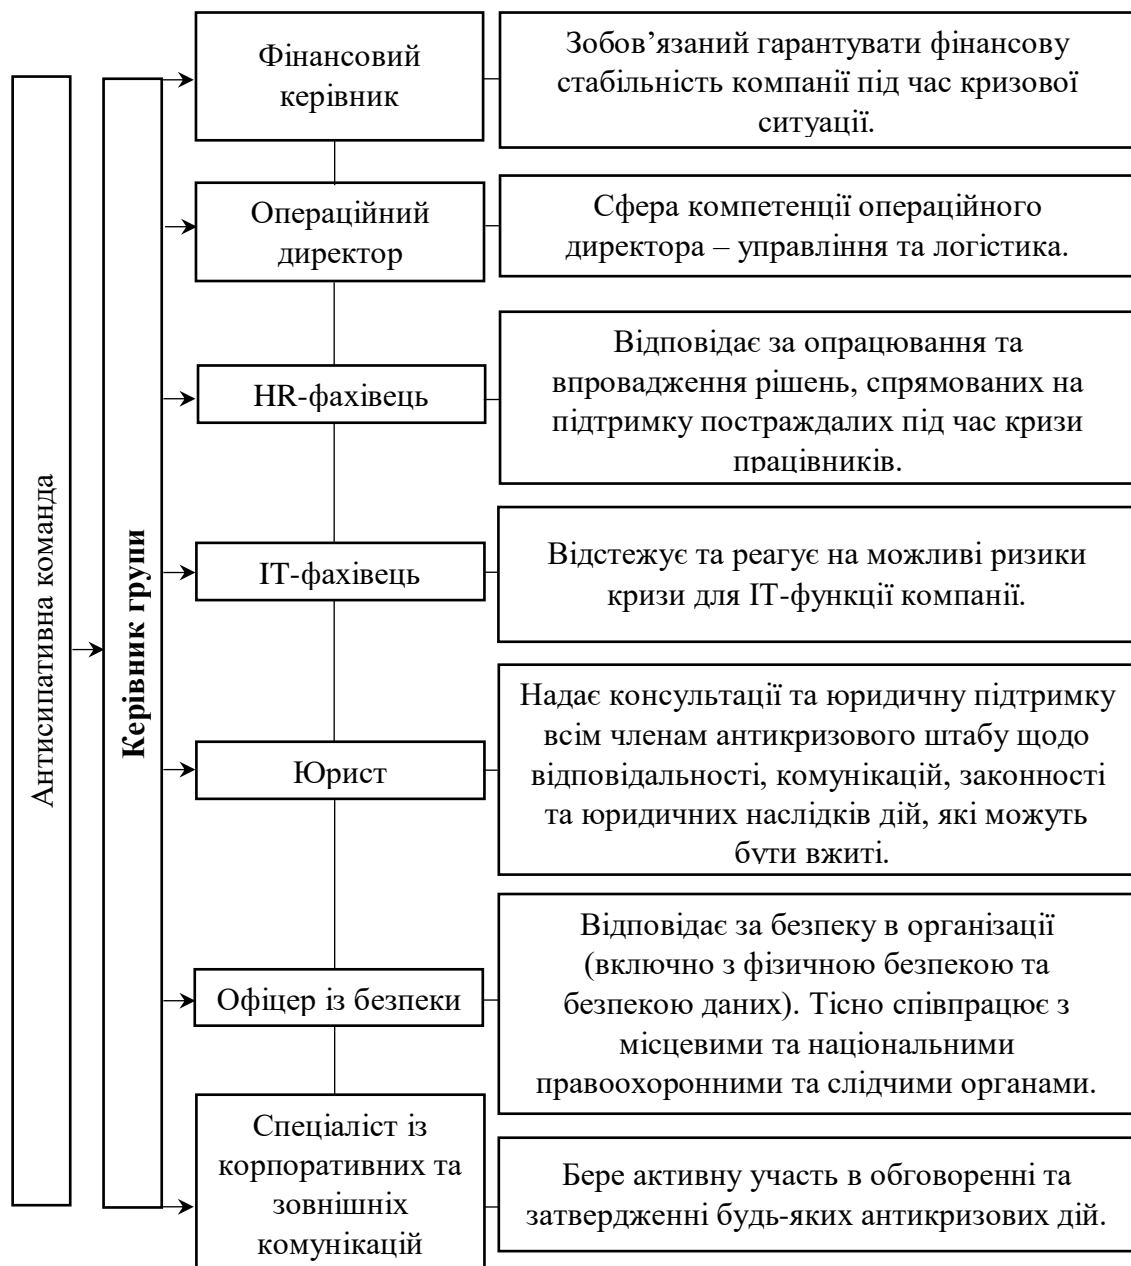 Антисипативна команда
Керівник групи
Фінансовий
керівник
Зобов’язаний гарантувати фінансову
стабільність компанії під час кризової
ситуації.
Операційний
директор
Сфера компетенції операційного
директора – управління та логістика.
HR-фахівець
Відповідає за опрацювання та
впровадження рішень, спрямованих на
підтримку постраждалих під час кризи
працівників.
ІТ-фахівець
Відстежує та реагує на можливі ризики
кризи для ІТ-функції компанії.
Юрист
Надає консультації та юридичну підтримку
всім членам антикризового штабу щодо
відповідальності, комунікацій, законності
та юридичних наслідків дій, які можуть
бути вжиті.
Офіцер із безпеки
Відповідає за безпеку в організації
(включно з фізичною безпекою та
безпекою даних). Тісно співпрацює з
місцевими та національними
правоохоронними та слідчими органами.
Спеціаліст із
корпоративних та
зовнішніх
комунікацій
Бере активну участь в обговоренні та
затвердженні будь-яких антикризових дій.